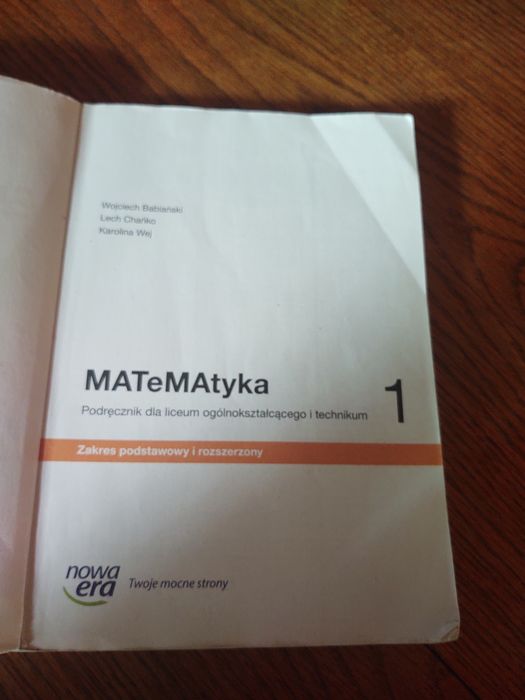 Wojciech Babiański
Lech Chańko
Karolina Wej
MATeMAtyka 1
Podręcznik dla liceum ogólnokształcącego i technikum
Zakres podstawowy i rozszerzony
nowa
era
Twoje mocne strony